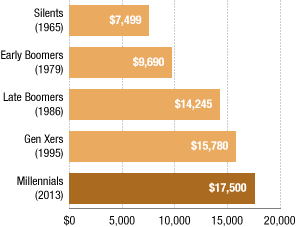 Silents
(1965)
$7,499
Early Boomers
(1979)
$9,690
Late Boomers
(1986)
$14,245
Gen Xers
(1995)
$15,780
Millennials
(2013)
$17,500
$0 5,000 10,000 15,000 20,000